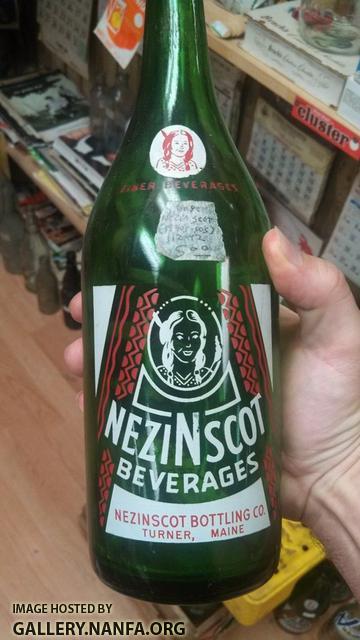 FINER BEVERAGES
NEZINSCOT
BEVERAGES
NEZINSCOT BOTTLING CO.
TURNER, MAINE
cluster
IMAGE HOSTED BY
GALLERY.NANFA.ORG